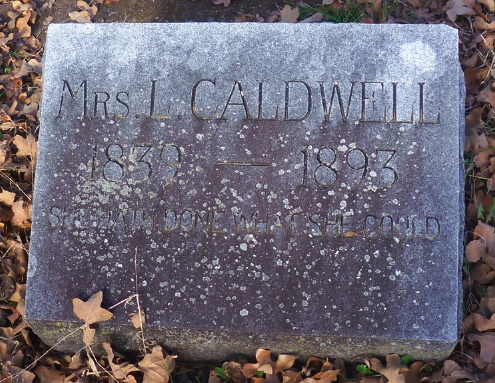 MRS. L. CALDWELL
1839 — 1893
SHE HATH DONE WHAT SHE COULD